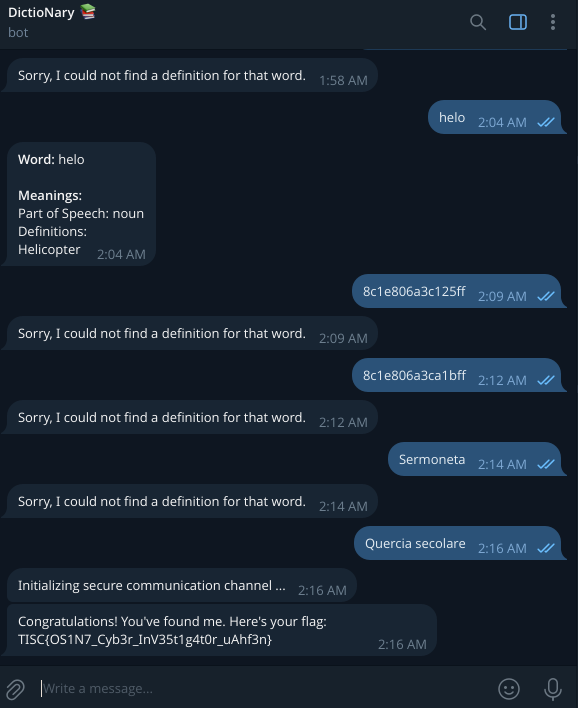 DictioNary 📚
bot
Sorry, I could not find a definition for that word. 1:58 AM
helo 2:04 AM
Word: helo
Meanings:
Part of Speech: noun
Definitions:
Helicopter 2:04 AM
8c1e806a3c125ff 2:09 AM
Sorry, I could not find a definition for that word. 2:09 AM
8c1e806a3ca1bff 2:12 AM
Sorry, I could not find a definition for that word. 2:12 AM
Sermoneta 2:14 AM
Sorry, I could not find a definition for that word. 2:14 AM
Quercia secolare 2:16 AM
Initializing secure communication channel ... 2:16 AM
Congratulations! You've found me. Here's your flag:
TISC{OS1N7_Cyb3r_InV35t1g4t0r_uAhf3n} 2:16 AM
Write a message...